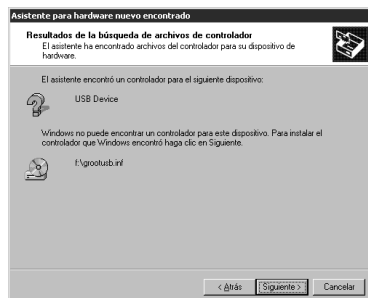 Asistente para hardware nuevo encontrado
Resultados de la búsqueda de archivos de controlador
El asistente ha encontrado archivos del controlador para su dispositivo de
hardware.
El asistente encontró un controlador para el siguiente dispositivo:
USB Device
Windows no puede encontrar un controlador para este dispositivo. Para instalar el
controlador que Windows encontró haga clic en Siguiente.
f:\grootusb.inf
< Atrás
Siguiente >
Cancelar